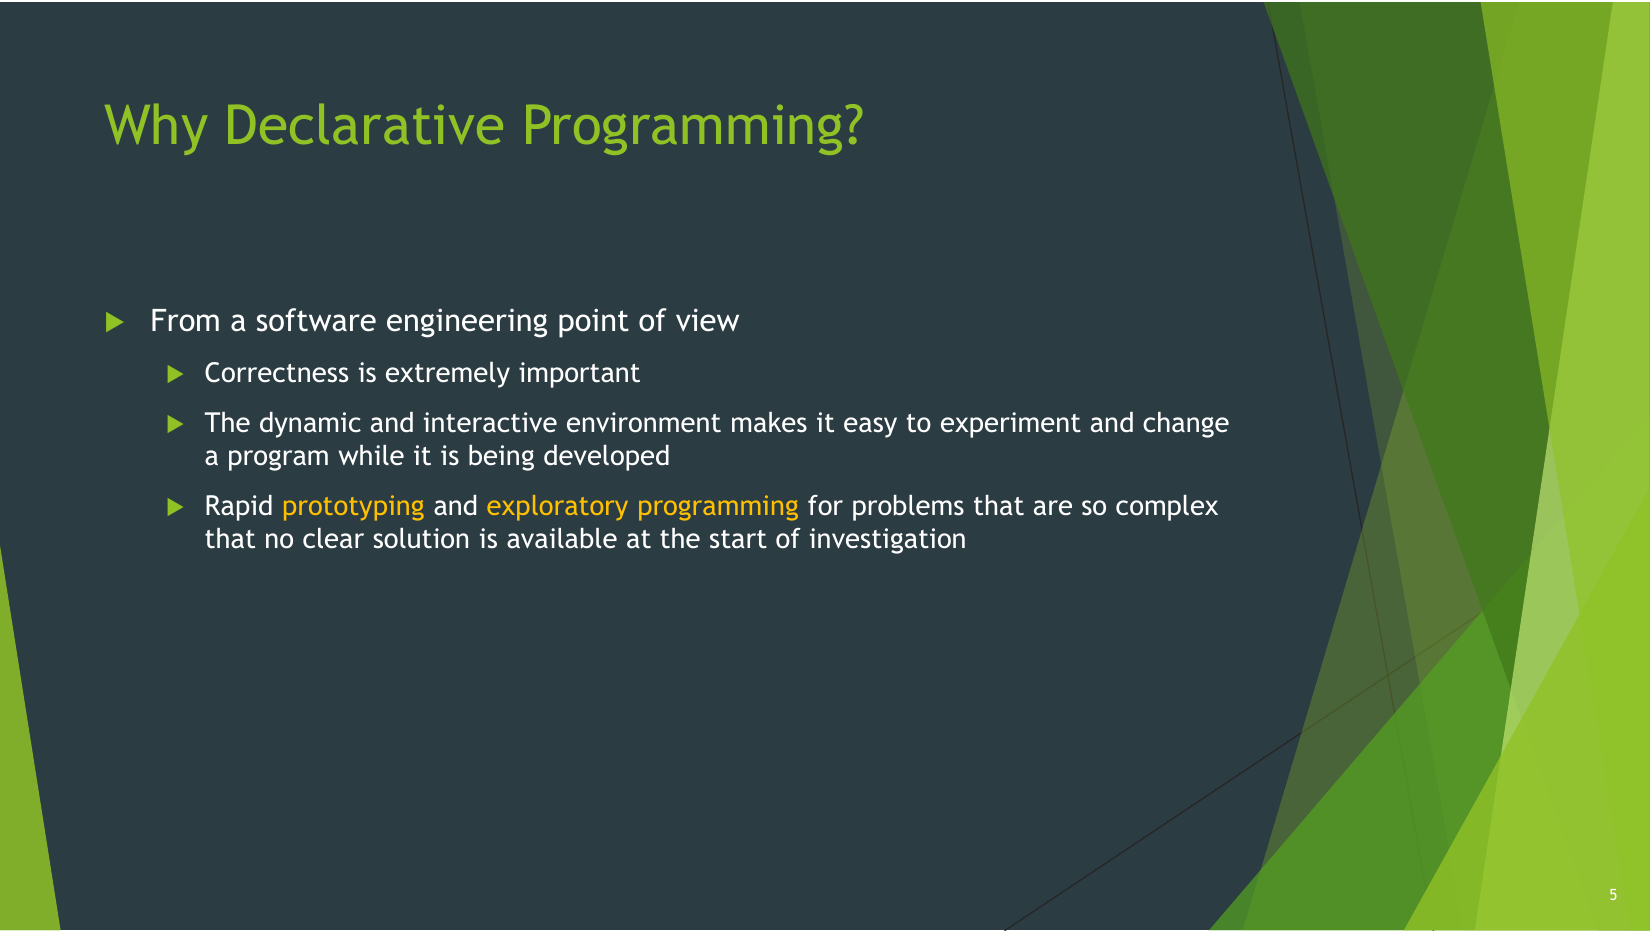 Why Declarative Programming?
From a software engineering point of view
Correctness is extremely important
The dynamic and interactive environment makes it easy to experiment and change
a program while it is being developed
Rapid prototyping and exploratory programming for problems that are so complex
that no clear solution is available at the start of investigation
5